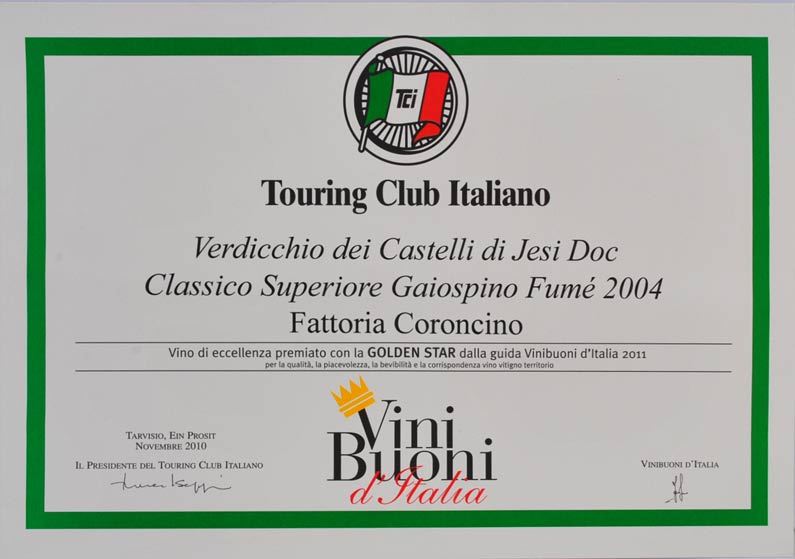 Tci
Touring Club Italiano
Verdicchio dei Castelli di Jesi Doc
Classico Superiore Gaiospino Fumé 2004
Fattoria Coroncino
Vino di eccellenza premiato con la GOLDEN STAR dalla guida Vinibuoni d'Italia 2011
per la qualità, la piacevolezza, la bevibilità e la corrispondenza vino vitigno territorio
Tarvisio, Ein Prosit
Novembre 2010
Il Presidente del Touring Club Italiano
Vini
Buoni
d'Italia
Vinibuoni d'Italia